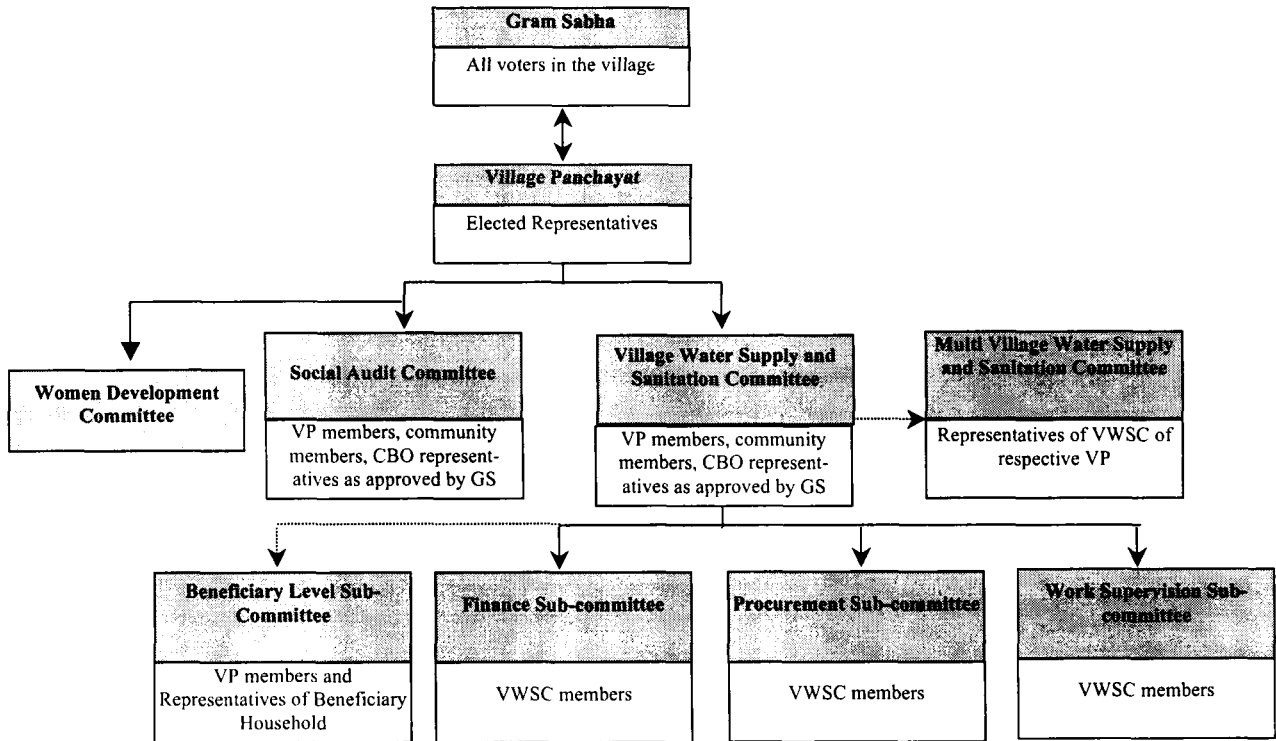 Gram Sabha
All voters in the village
Village Panchayat
Elected Representatives
Women Development
Committee
Social Audit Committee
VP members, community
members, CBO represent-
atives as approved by GS
Village Water Supply and
Sanitation Committee
VP members, community
members, CBO represent-
atives as approved by GS
Multi Village Water Supply
and Sanitation Committee
Representatives of VWSC of
respective VP
Beneficiary Level Sub-
Committee
VP members and
Representatives of Beneficiary
Household
Finance Sub-committee
VWSC members
Procurement Sub-committee
VWSC members
Work Supervision Sub-
committee
VWSC members